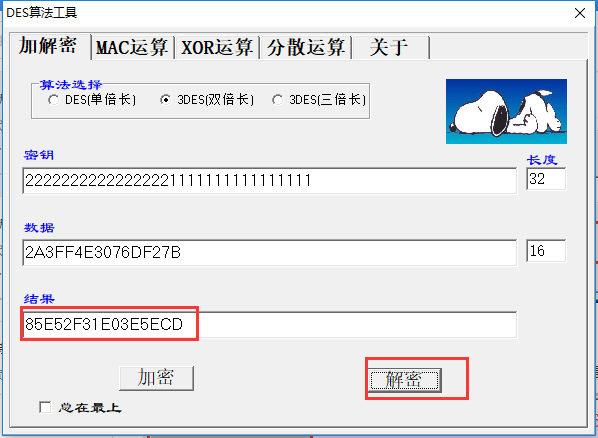 DES算法工具
加解密 MAC运算 XOR运算 分散运算 关于
算法选择
DES(单倍长) 3DES(双倍长) 3DES(三倍长)
密钥
长度
22222222222222221111111111111111
32
数据
2A3FF4E3076DF27B
16
结果
85E52F31E03E5ECD
加密 解密
总在最上